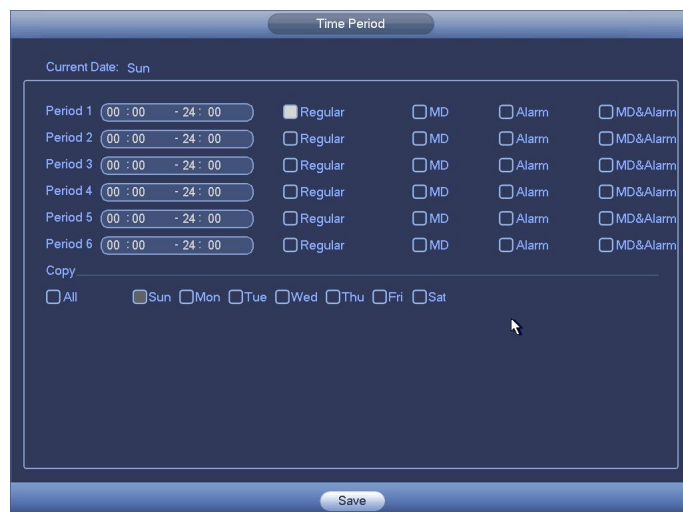 Time Period
Current Date: Sun
Period 1 00 : 00 - 24 : 00 Regular MD Alarm MD&Alarm
Period 2 00 : 00 - 24 : 00 Regular MD Alarm MD&Alarm
Period 3 00 : 00 - 24 : 00 Regular MD Alarm MD&Alarm
Period 4 00 : 00 - 24 : 00 Regular MD Alarm MD&Alarm
Period 5 00 : 00 - 24 : 00 Regular MD Alarm MD&Alarm
Period 6 00 : 00 - 24 : 00 Regular MD Alarm MD&Alarm
Copy
All Sun Mon Tue Wed Thu Fri Sat
Save